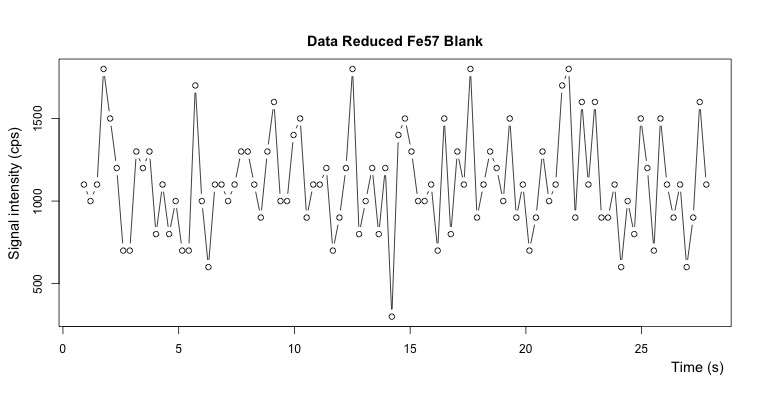 Data Reduced Fe57 Blank
Signal intensity (cps)
1500
1000
500
0 5 10 15 20 25
Time (s)